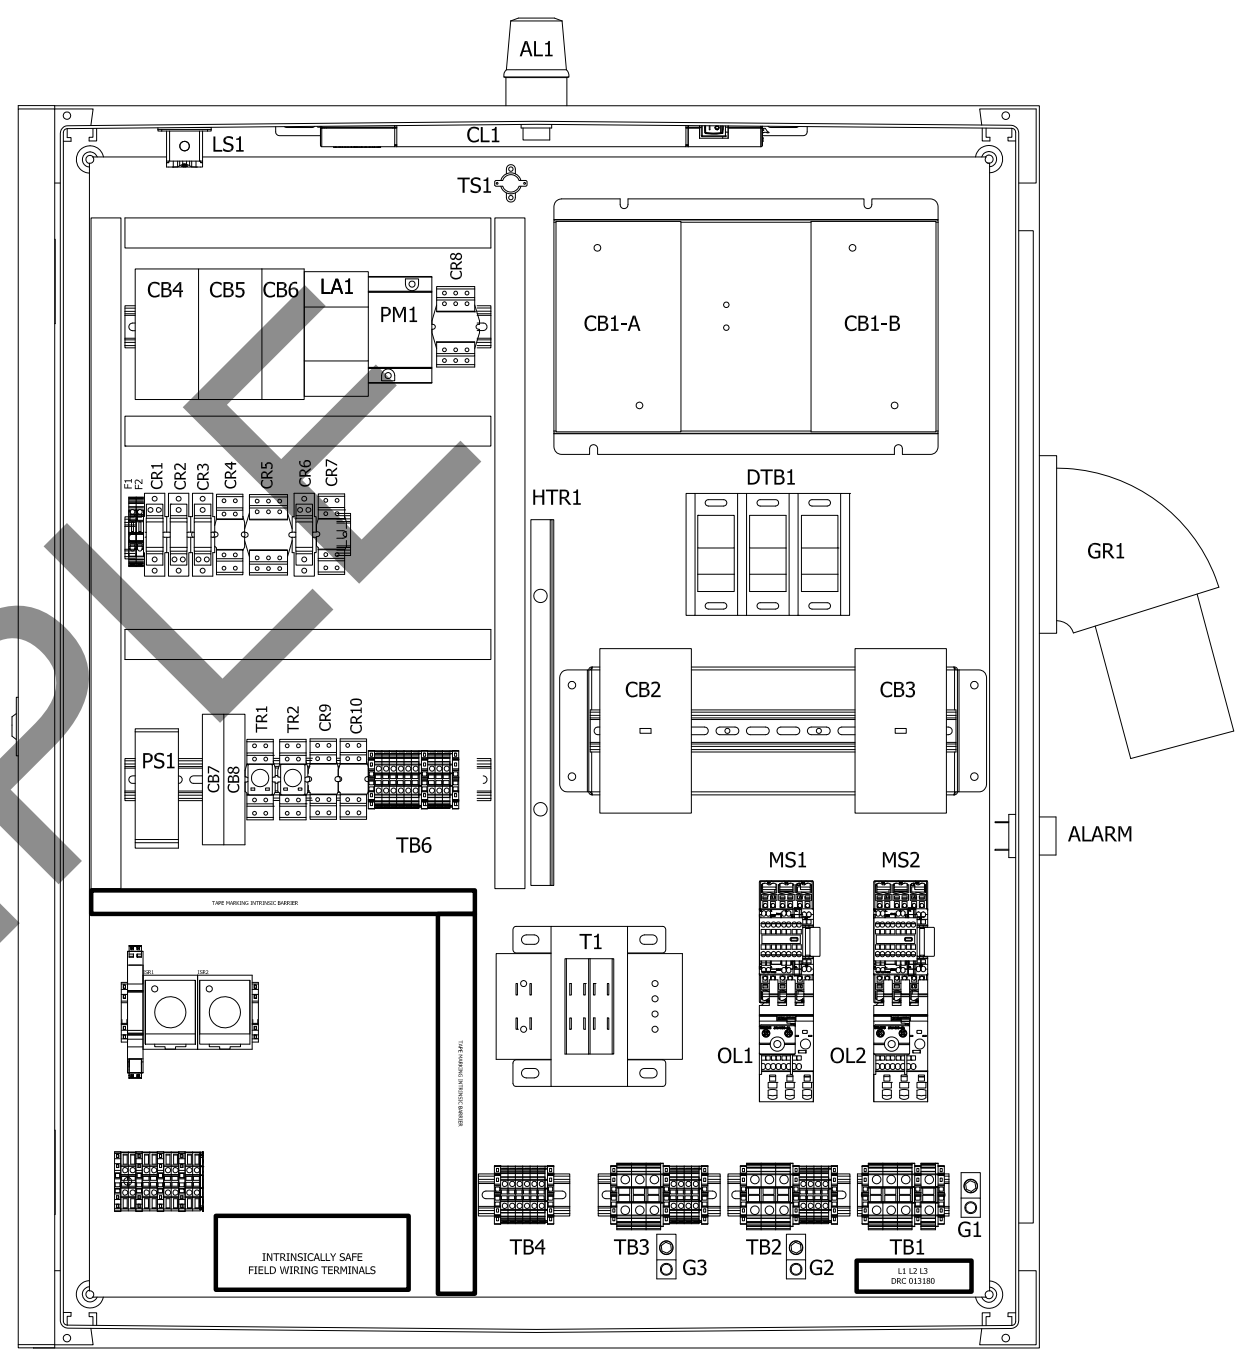 AL1
LS1
CL1
TS1
CR8
CB4
CB5
CB6
LA1
PM1
CB1-A
CB1-B
F1
F2
CR1
CR2
CR3
CR4
CR5
CR6
CR7
HTR1
DTB1
GR1
CB2
CB3
PS1
CB7
CB8
TR1
TR2
CR9
CR10
TB6
ALARM
MS1
MS2
TAPE MARKING INTRINSIC BARRIER
T1
ISR1
ISR2
TAPE MARKING INTRINSIC BARRIER
OL1
OL2
TB4
TB3
G3
TB2
G2
TB1
G1
INTRINSICALLY SAFE
FIELD WIRING TERMINALS
L1 L2 L3
DRC 013180
PLE